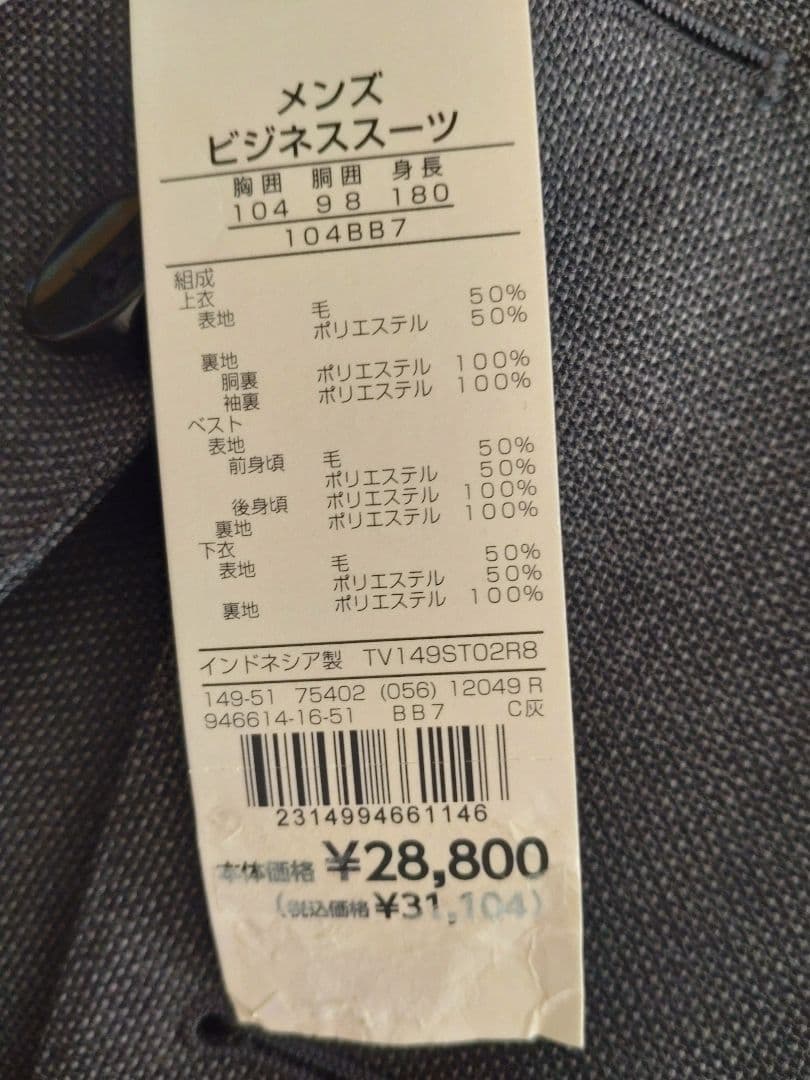 メンズ
ビジネススーツ
胸囲 胴囲 身長
104 98 180
104BB7
組成
上衣
表地 毛 50%
ポリエステル 50%
裏地
胴裏 ポリエステル 100%
袖裏 ポリエステル 100%
ベスト
表地
前身頃 毛 50%
ポリエステル 50%
後身頃 ポリエステル 100%
裏地 ポリエステル 100%
下衣
表地 毛 50%
ポリエステル 50%
裏地 ポリエステル 100%
インドネシア製 TV149ST02R8
149-51 75402 (056) 12049 R
946614-16-51 BB7 C灰
2314994661146
本体価格 ¥28,800
(税込価格 ¥31,104)